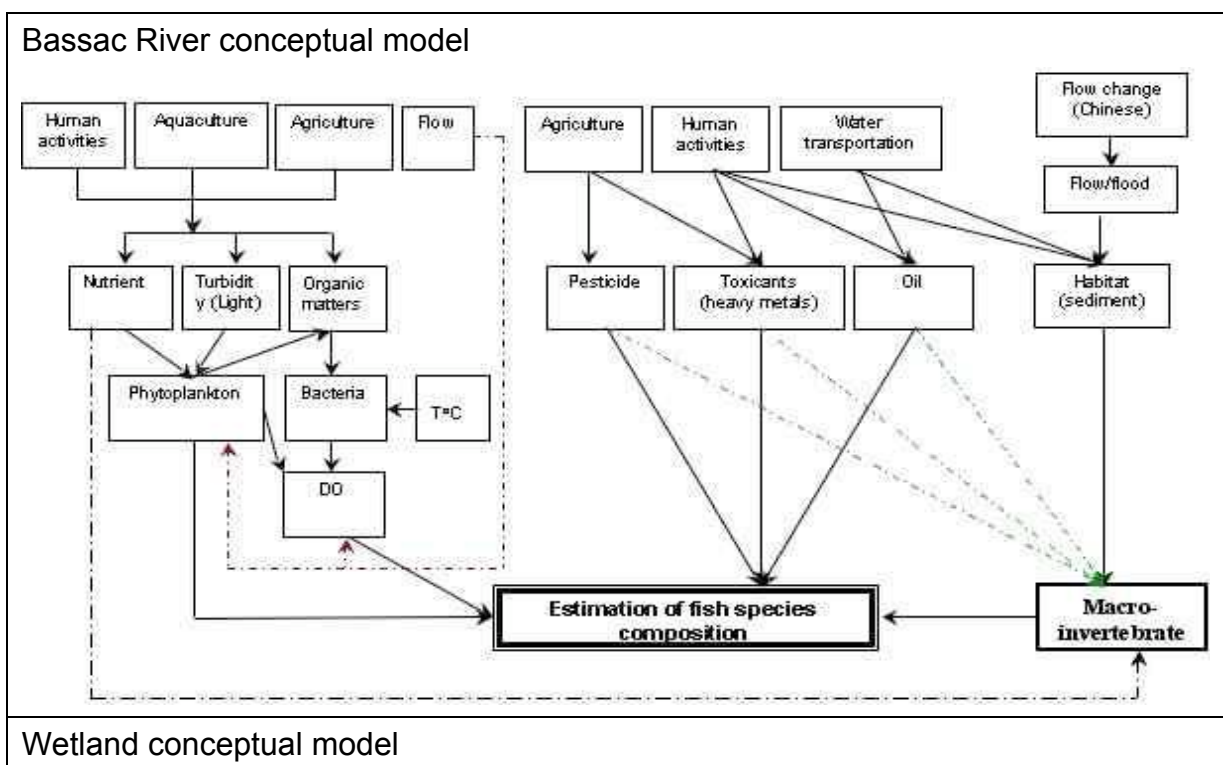 Bassac River conceptual model
Human
activities
Aquaculture
Agriculture
Flow
Agriculture
Human
activities
Water
transportation
Flow change
(Chinese)
Flow/flood
Nutrient
Turbidit
y (Light)
Organic
matters
Pesticide
Toxicants
(heavy metals)
Oil
Habitat
(sediment)
Phytoplankton
Bacteria
T°C
DO
Estimation of fish species
composition
Macro-
invertebrate
Wetland conceptual model